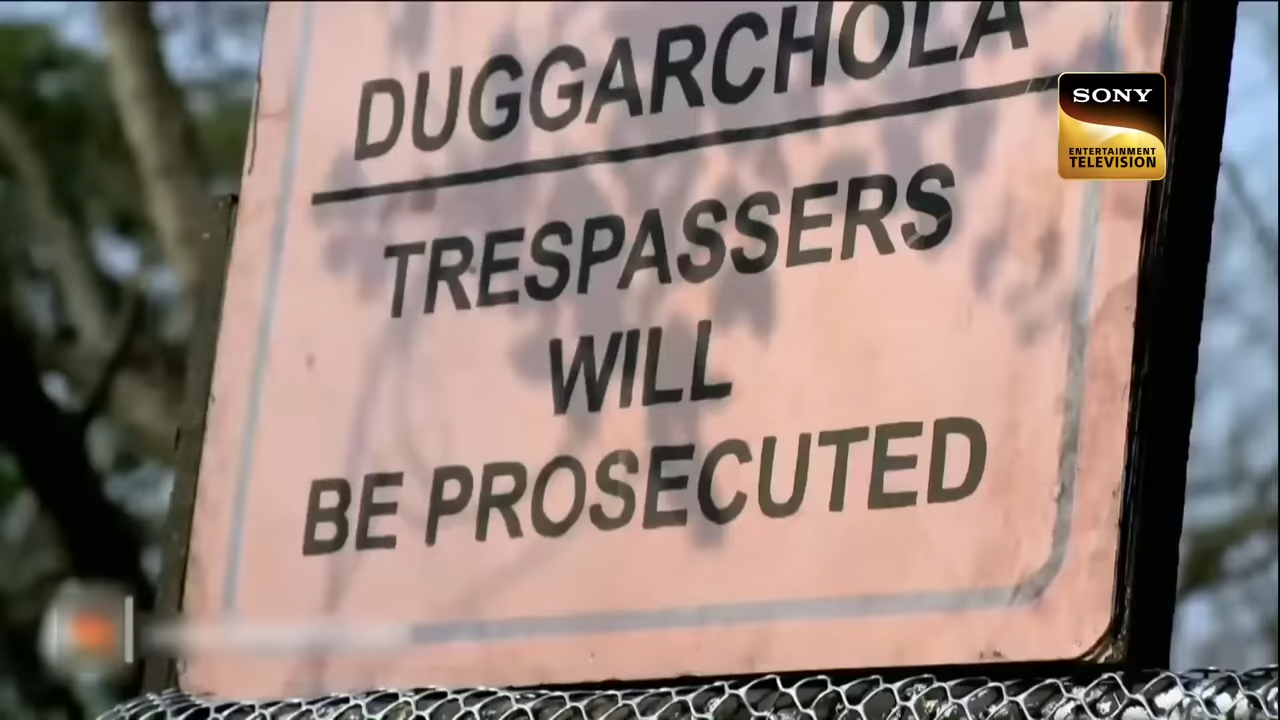 DUGGARCHOLA
TRESPASSERS
WILL
BE PROSECUTED
SONY
ENTERTAINMENT
TELEVISION